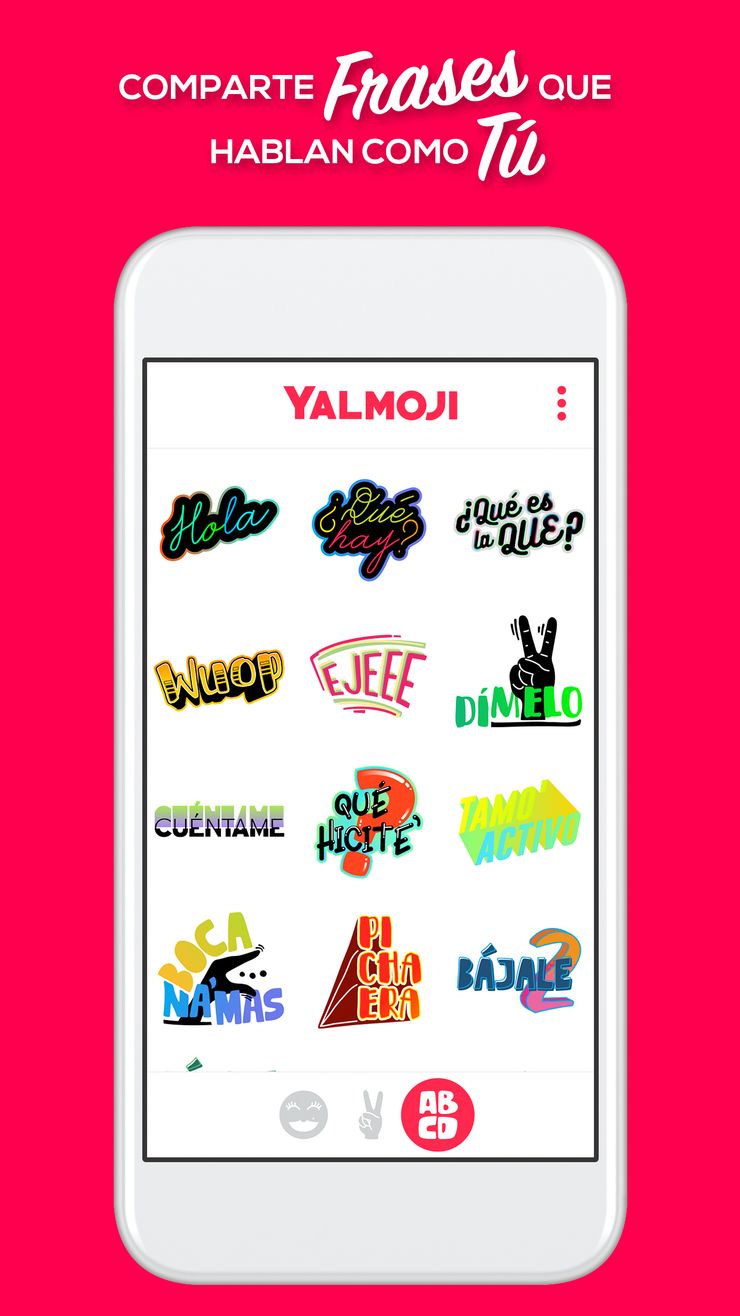 COMPARTE Frases QUE
HABLAN COMO Tú
YALMOJI
Hola
¿Qué
hay?
¿Qué es
la QUE?
WUOP
EJEEE
DÍMELO
CUÉNTAME
QUÉ
HICITE'
TAMO'
ACTIVO
BOCA
NA'MAS
PI
CHA
ERA
BÁJALE 2
AB
CD